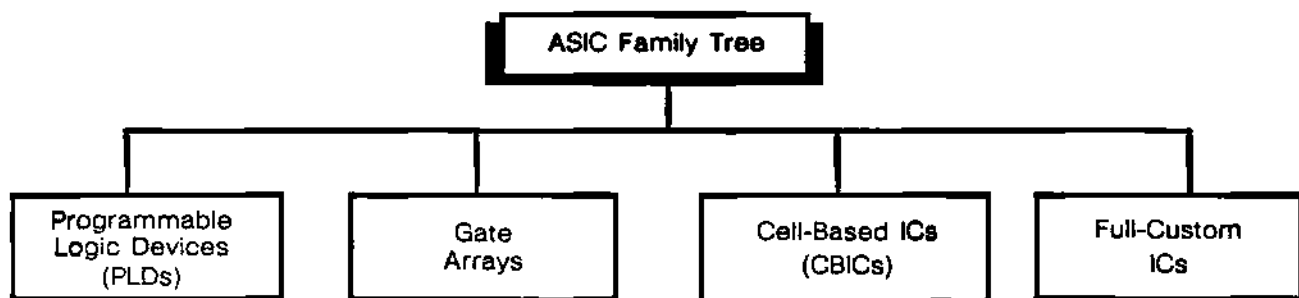 ASIC Family Tree
Programmable
Logic Devices
(PLDs)
Gate
Arrays
Cell-Based ICs
(CBICs)
Full-Custom
ICs